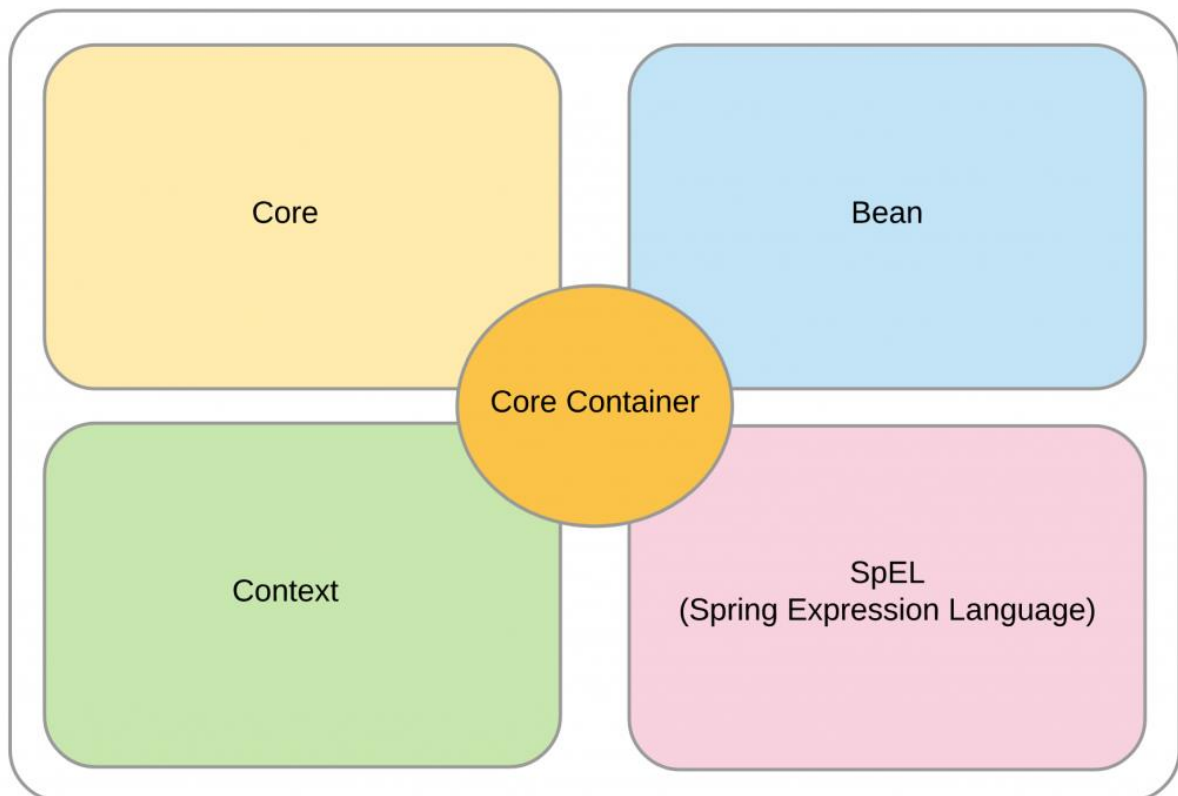 Core
Bean
Core Container
Context
SpEL
(Spring Expression Language)